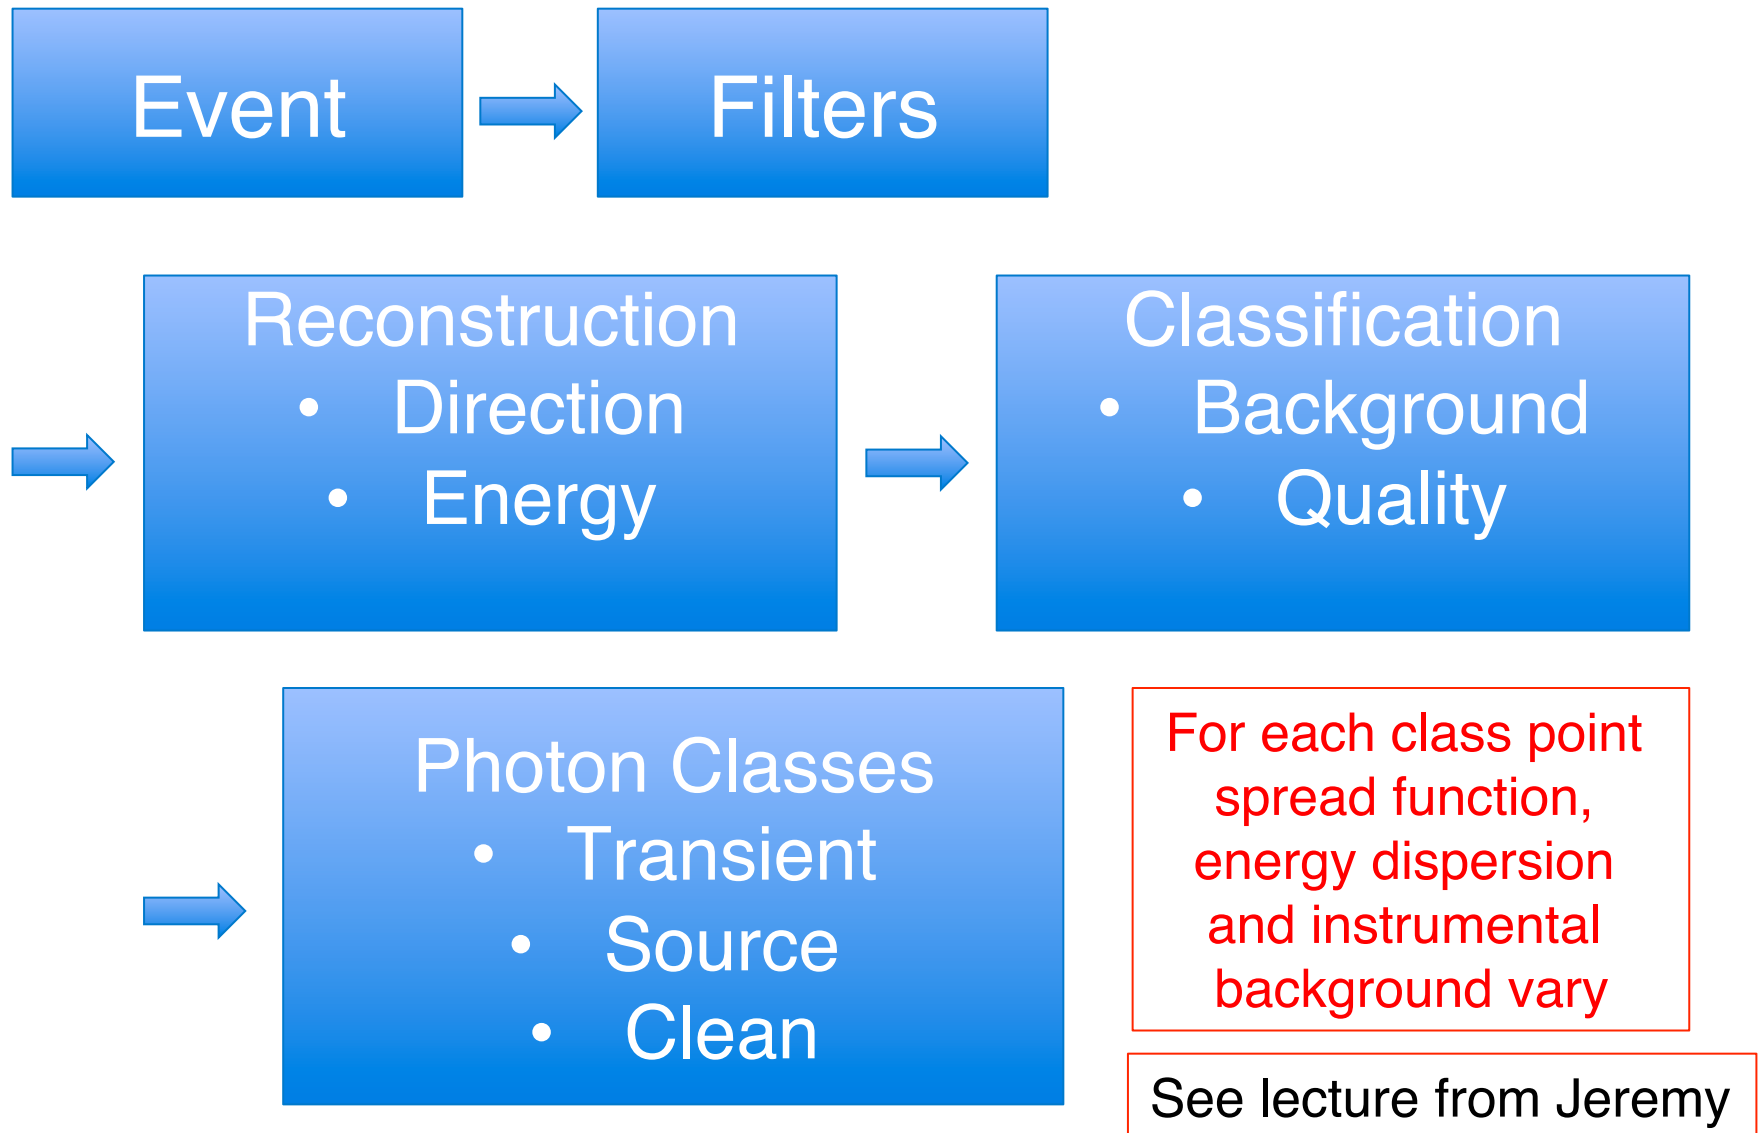 Event
Filters
Reconstruction
• Direction
• Energy
Classification
• Background
• Quality
Photon Classes
• Transient
• Source
• Clean
For each class point
spread function,
energy dispersion
and instrumental
background vary
See lecture from Jeremy